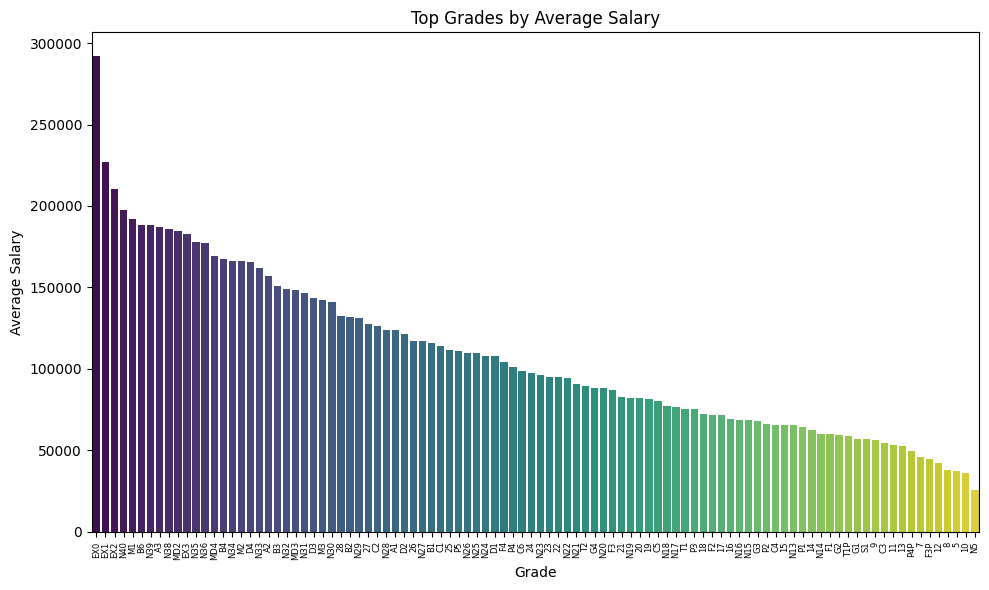 Top Grades by Average Salary
300000
250000
200000
150000
100000
50000
0
Average Salary
EX0 EX1 EX2 N40 M1 B6 N39 A3 N38 MD2 EX3 N35 N36 MD4 B4 N34 M2 D4 N33 A2 B3 N32 MD3 N31 D3 M3 N30 28 B2 N29 27 C2 N28 A1 D2 26 N27 B1 C1 25 P5 N26 N25 N24 D1 F4 P4 C6 24 N23 23 22 N22 N21 T2 G4 N20 F3 21 N19 20 19 C5 N18 N17 T1 P3 18 F2 17 16 N16 N15 G3 P2 C4 15 N13 P1 14 N14 F1 G2 T1P G1 S1 9 C3 11 13 P4P 7 F3P 12 8 5 10 N5
Grade